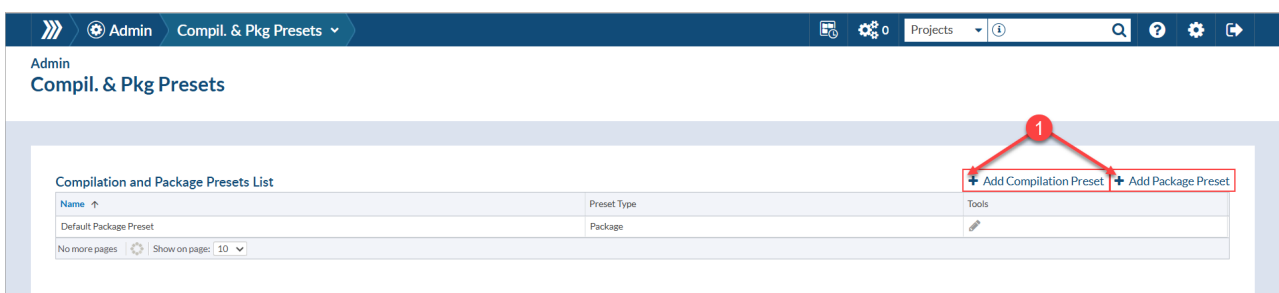 Admin Compil. & Pkg Presets 0 Projects
Admin
Compil. & Pkg Presets
1
Compilation and Package Presets List + Add Compilation Preset + Add Package Preset
Name ↑ Preset Type Tools
Default Package Preset Package
No more pages Show on page: 10